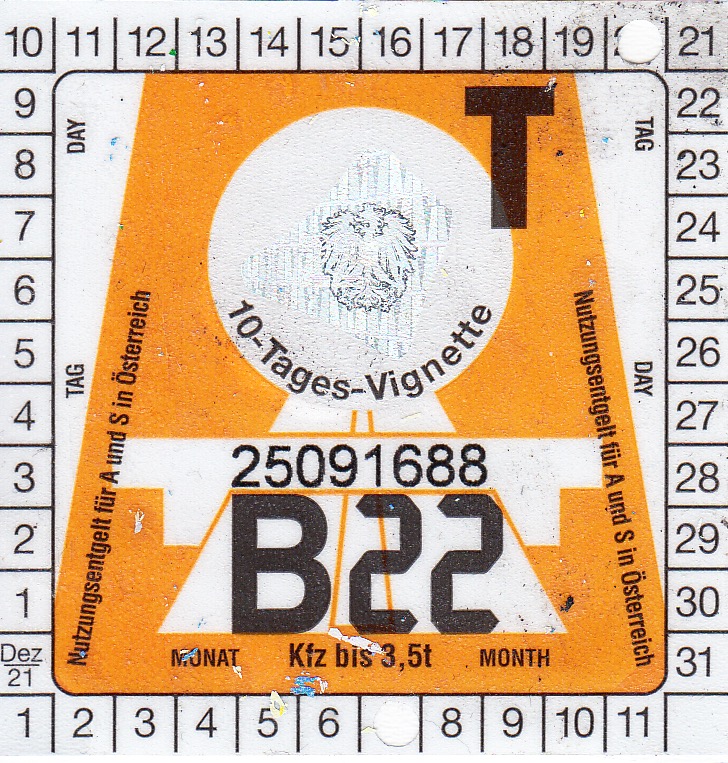 10 11 12 13 14 15 16 17 18 19 21
9 22
8 23
7 24
6 25
5 26
4 27
3 28
2 29
1 30
Dez 21 31
1 2 3 4 5 6 8 9 10 11
DAY
TAG
T
10-Tages-Vignette
TAG
DAY
Nutzungsentgelt für A und S in Österreich
Nutzungsentgelt für A und S in Österreich
25091688
B22
MONAT Kfz bis 3,5t MONTH